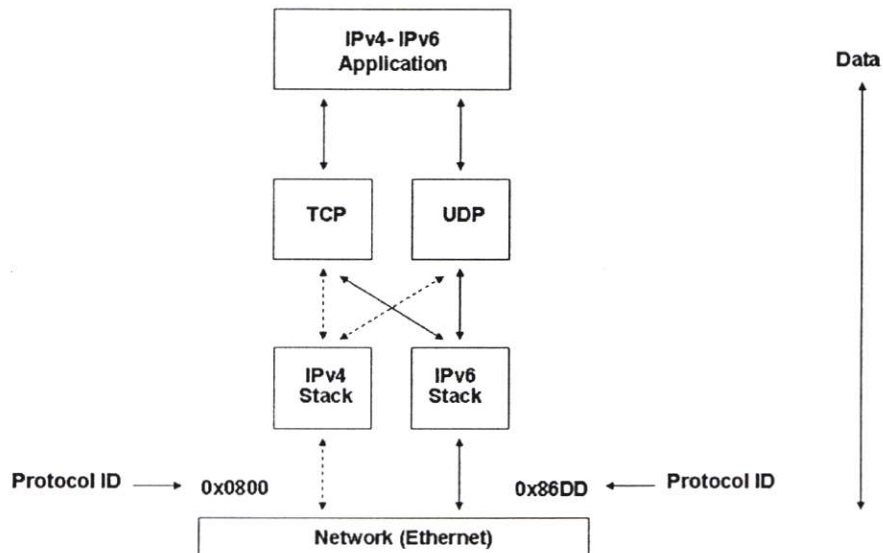 IPv4- IPv6
Application
Data
TCP
UDP
IPv4
Stack
IPv6
Stack
Protocol ID
0x0800
0x86DD
Protocol ID
Network (Ethernet)